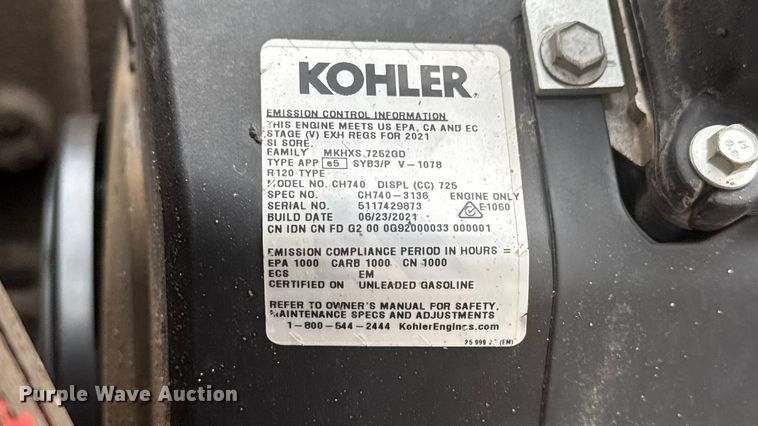 KOHLER
EMISSION CONTROL INFORMATION
THIS ENGINE MEETS US EPA, CA AND EC
STAGE (V) EXH REGS FOR 2021
SI SORE.
FAMILY MKHXS.7252GD
TYPE APP e5 SYB3/P V-1078
R120 TYPE
MODEL NO. CH740 DISPL (CC) 725
SPEC NO. CH740-3136 ENGINE ONLY
SERIAL NO. 5117429873 E1060
BUILD DATE 06/23/2021
CN IDN CN FD G2 00 0G92000033 000001
EMISSION COMPLIANCE PERIOD IN HOURS =
EPA 1000 CARB 1000 CN 1000
ECS EM
CERTIFIED ON UNLEADED GASOLINE
REFER TO OWNER'S MANUAL FOR SAFETY,
MAINTENANCE SPECS AND ADJUSTMENTS
1-800-544-2444 KohlerEngines.com
25 999 (EM)
Purple Wave Auction